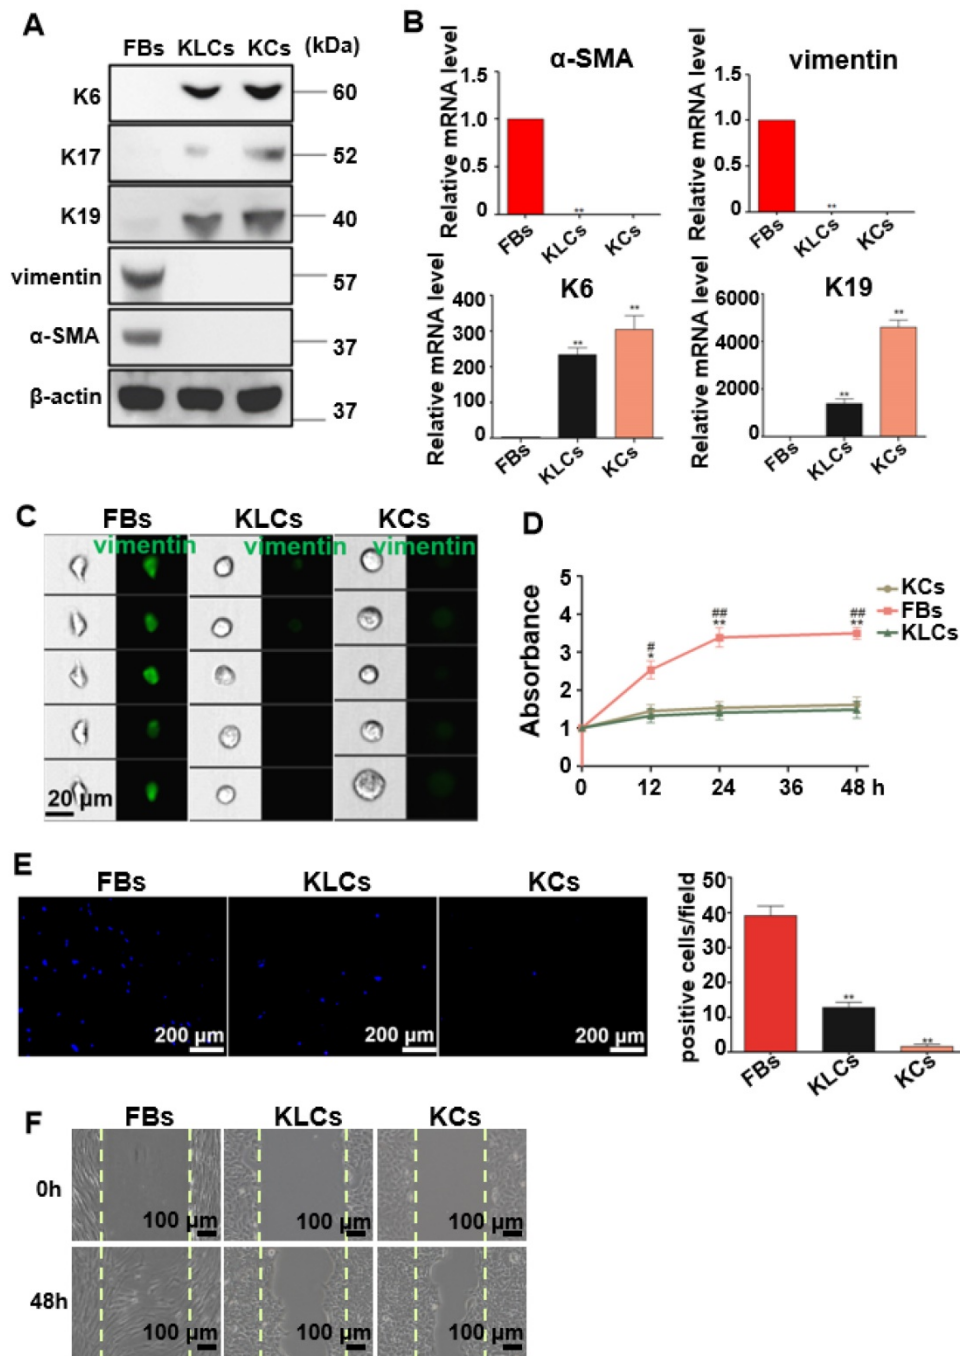 A
FBs KLCs KCs (kDa)
K6 60
K17 52
K19 40
vimentin 57
α-SMA 37
β-actin 37
B
α-SMA
Relative mRNA level
1.5
1.0
0.5
0
**
FBs KLCs KCs
vimentin
Relative mRNA level
1.5
1.0
0.5
0
**
FBs KLCs KCs
K6
Relative mRNA level
400
300
200
100
0
** **
FBs KLCs KCs
K19
Relative mRNA level
6000
4000
2000
0
** **
FBs KLCs KCs
C
FBs KLCs KCs
vimentin vimentin vimentin
20 μm
D
Absorbance
5
4
3
2
1
0
# ## ##
* ** **
0 12 24 36 48 h
KCs
FBs
KLCs
E
FBs KLCs KCs
200 μm 200 μm 200 μm
positive cells/field
50
40
30
20
10
0
** **
FBs KLCs KCs
F
FBs KLCs KCs
0h
100 μm 100 μm 100 μm
48h
100 μm 100 μm 100 μm